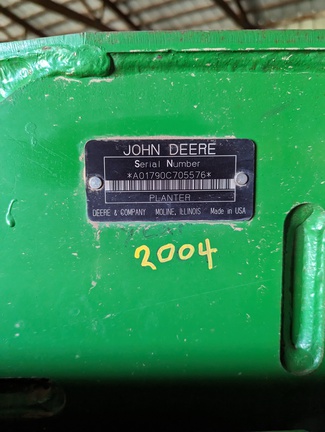 JOHN DEERE
Serial Number
*A01790C705576*
PLANTER
DEERE & COMPANY MOLINE, ILLINOIS Made in USA
2004